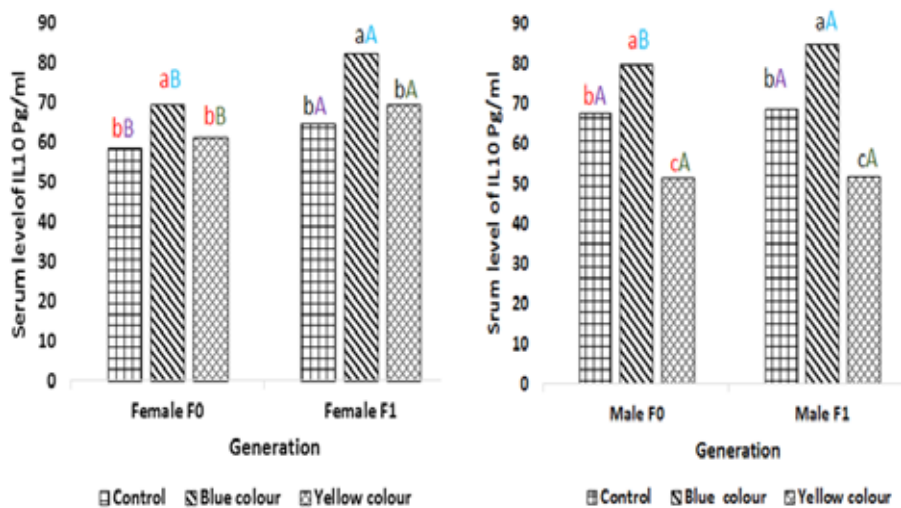 Serum level of IL10 Pg/ml
90
80
70
60
50
40
30
20
10
0
bB
aB
bB
bA
aA
bA
Female F0
Female F1
Generation
Control
Blue colour
Yellow colour
Srum level of IL10 Pg/ml
90
80
70
60
50
40
30
20
10
0
bA
aB
cA
bA
aA
cA
Male F0
Male F1
Generation
Control
Blue colour
Yellow colour